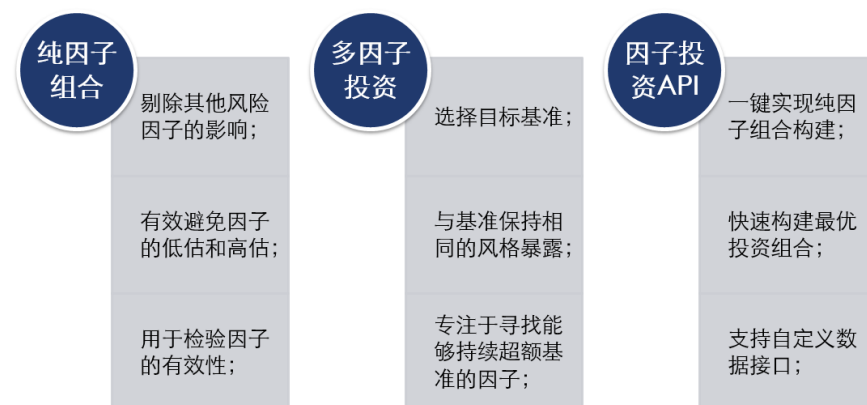 纯因子
组合
剔除其他风险
因子的影响；
有效避免因子
的低估和高估；
用于检验因子
的有效性；
多因子
投资
选择目标基准；
与基准保持相
同的风格暴露；
专注于寻找能
够持续超额基
准的因子；
因子投
资API
一键实现纯因
子组合构建；
快速构建最优
投资组合；
支持自定义数
据接口；